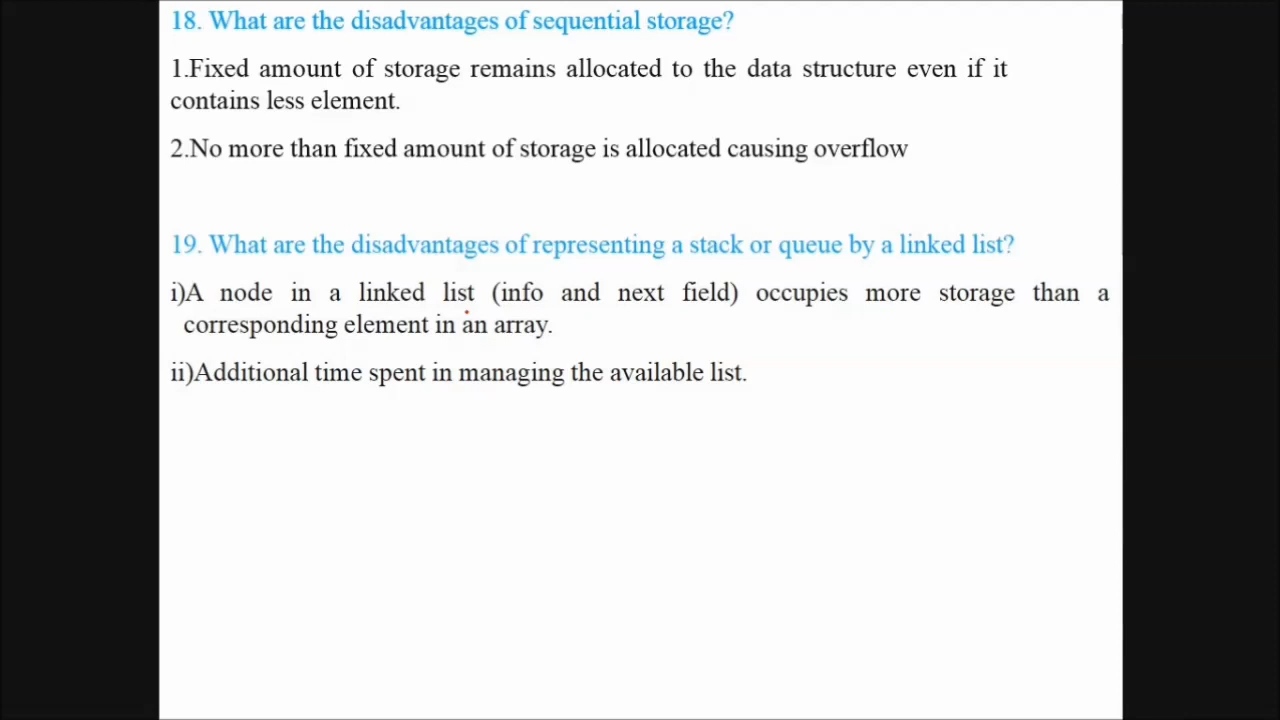 18. What are the disadvantages of sequential storage?
1.Fixed amount of storage remains allocated to the data structure even if it
contains less element.
2.No more than fixed amount of storage is allocated causing overflow
19. What are the disadvantages of representing a stack or queue by a linked list?
i)A node in a linked list (info and next field) occupies more storage than a
corresponding element in an array.
ii)Additional time spent in managing the available list.